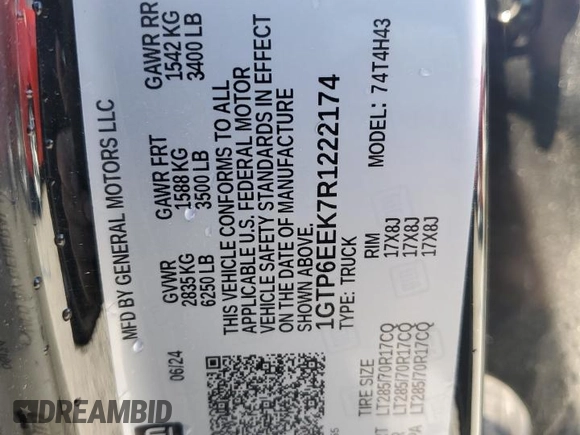 MFD BY GENERAL MOTORS LLC
06/24
GVWR GAWR FRT GAWR RR
2835 KG 1588 KG 1542 KG
6250 LB 3500 LB 3400 LB
THIS VEHICLE CONFORMS TO ALL
APPLICABLE U.S. FEDERAL MOTOR
VEHICLE SAFETY STANDARDS IN EFFECT
ON THE DATE OF MANUFACTURE
SHOWN ABOVE.
1GTP6EEK7R1222174
TYPE: TRUCK MODEL: 74T4H43
TIRE SIZE RIM
LT285/70R17CQ 17X8J
LT285/70R17CQ 17X8J
LT285/70R17CQ 17X8J
DREAMBID